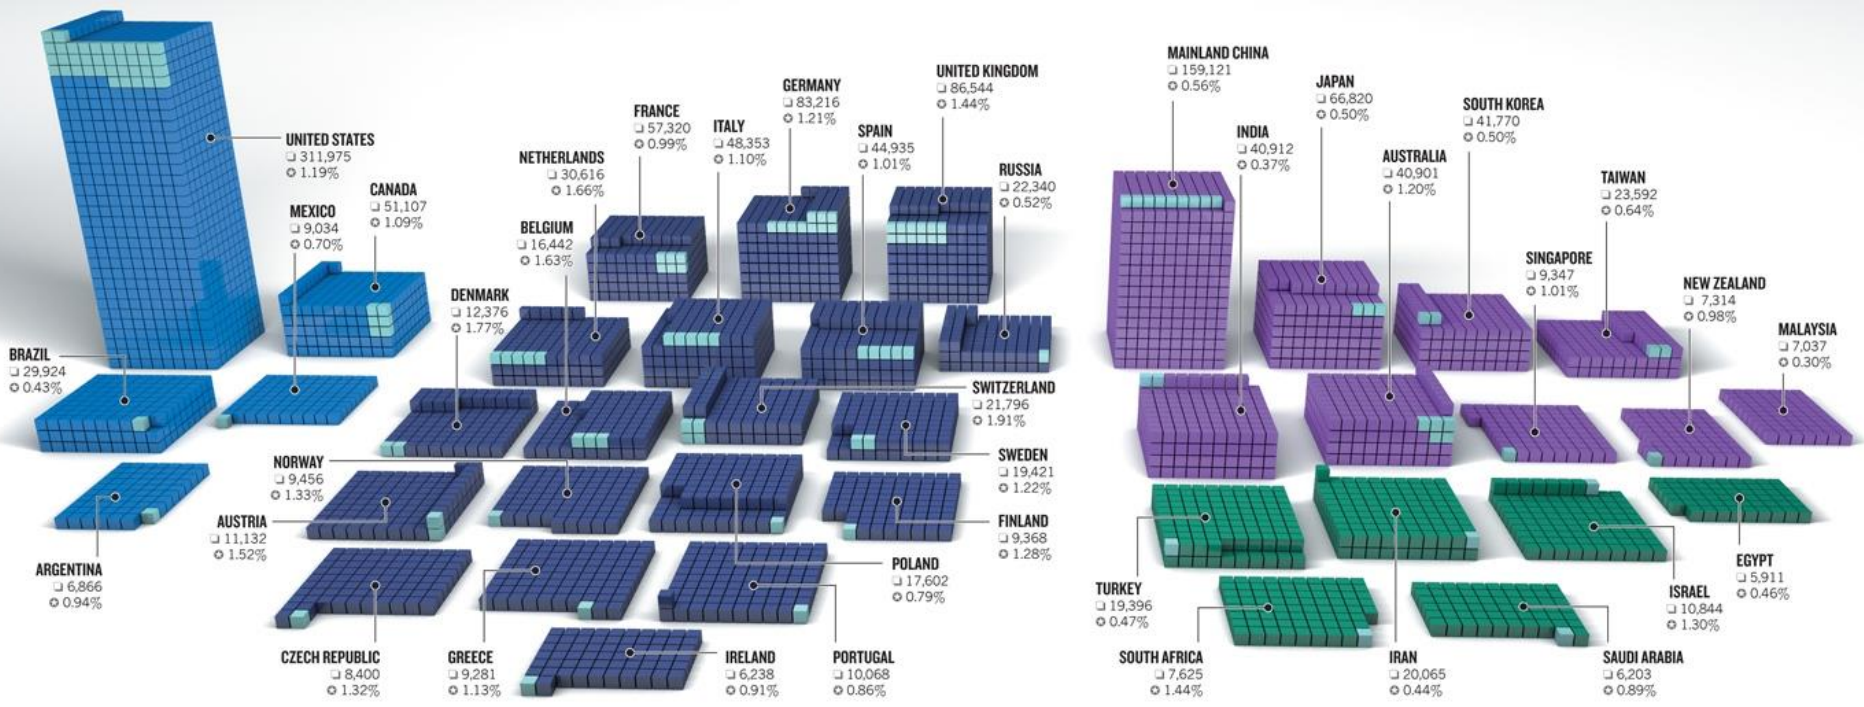 UNITED STATES
❏ 311,975
✪ 1.19%
CANADA
❏ 51,107
✪ 1.09%
MEXICO
❏ 9,034
✪ 0.70%
BRAZIL
❏ 29,924
✪ 0.43%
ARGENTINA
❏ 6,866
✪ 0.94%
UNITED KINGDOM
❏ 86,544
✪ 1.44%
GERMANY
❏ 83,216
✪ 1.21%
FRANCE
❏ 57,320
✪ 0.99%
ITALY
❏ 48,353
✪ 1.10%
SPAIN
❏ 44,935
✪ 1.01%
NETHERLANDS
❏ 30,616
✪ 1.66%
RUSSIA
❏ 22,340
✪ 0.52%
BELGIUM
❏ 16,442
✪ 1.63%
DENMARK
❏ 12,376
✪ 1.77%
SWITZERLAND
❏ 21,796
✪ 1.91%
SWEDEN
❏ 19,421
✪ 1.22%
NORWAY
❏ 9,456
✪ 1.33%
AUSTRIA
❏ 11,132
✪ 1.52%
FINLAND
❏ 9,368
✪ 1.28%
POLAND
❏ 17,602
✪ 0.79%
CZECH REPUBLIC
❏ 8,400
✪ 1.32%
GREECE
❏ 9,281
✪ 1.13%
IRELAND
❏ 6,238
✪ 0.91%
PORTUGAL
❏ 10,068
✪ 0.86%
MAINLAND CHINA
❏ 159,121
✪ 0.56%
JAPAN
❏ 66,820
✪ 0.50%
SOUTH KOREA
❏ 41,770
✪ 0.50%
INDIA
❏ 40,912
✪ 0.37%
AUSTRALIA
❏ 40,901
✪ 1.20%
TAIWAN
❏ 23,592
✪ 0.64%
SINGAPORE
❏ 9,347
✪ 1.01%
NEW ZEALAND
❏ 7,314
✪ 0.98%
MALAYSIA
❏ 7,037
✪ 0.30%
TURKEY
❏ 19,396
✪ 0.47%
EGYPT
❏ 5,911
✪ 0.46%
ISRAEL
❏ 10,844
✪ 1.30%
SOUTH AFRICA
❏ 7,625
✪ 1.44%
IRAN
❏ 20,065
✪ 0.44%
SAUDI ARABIA
❏ 6,203
✪ 0.89%